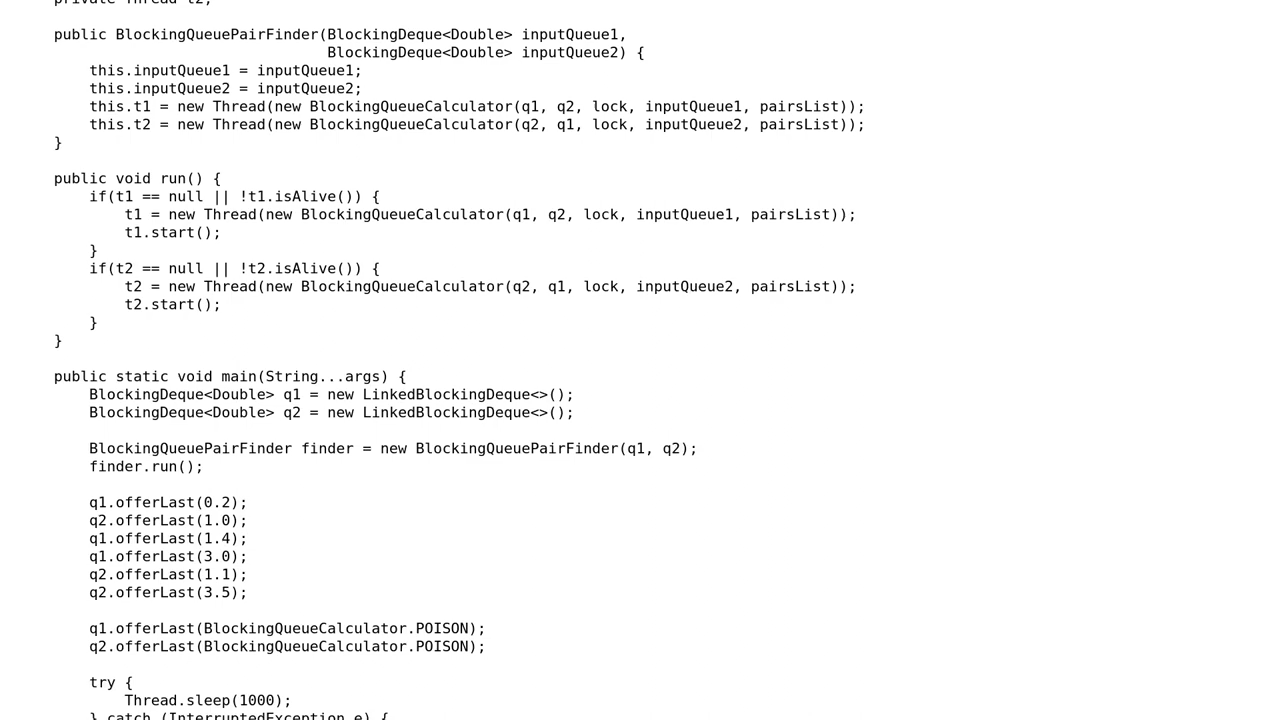 private Thread t2;
public BlockingQueuePairFinder(BlockingDeque<Double> inputQueue1,
BlockingDeque<Double> inputQueue2) {
this.inputQueue1 = inputQueue1;
this.inputQueue2 = inputQueue2;
this.t1 = new Thread(new BlockingQueueCalculator(q1, q2, lock, inputQueue1, pairsList));
this.t2 = new Thread(new BlockingQueueCalculator(q2, q1, lock, inputQueue2, pairsList));
}
public void run() {
if(t1 == null || !t1.isAlive()) {
t1 = new Thread(new BlockingQueueCalculator(q1, q2, lock, inputQueue1, pairsList));
t1.start();
}
if(t2 == null || !t2.isAlive()) {
t2 = new Thread(new BlockingQueueCalculator(q2, q1, lock, inputQueue2, pairsList));
t2.start();
}
}
public static void main(String...args) {
BlockingDeque<Double> q1 = new LinkedBlockingDeque<>();
BlockingDeque<Double> q2 = new LinkedBlockingDeque<>();
BlockingQueuePairFinder finder = new BlockingQueuePairFinder(q1, q2);
finder.run();
q1.offerLast(0.2);
q2.offerLast(1.0);
q1.offerLast(1.4);
q1.offerLast(3.0);
q2.offerLast(1.1);
q2.offerLast(3.5);
q1.offerLast(BlockingQueueCalculator.POISON);
q2.offerLast(BlockingQueueCalculator.POISON);
try {
Thread.sleep(1000);
} catch (InterruptedException e) {